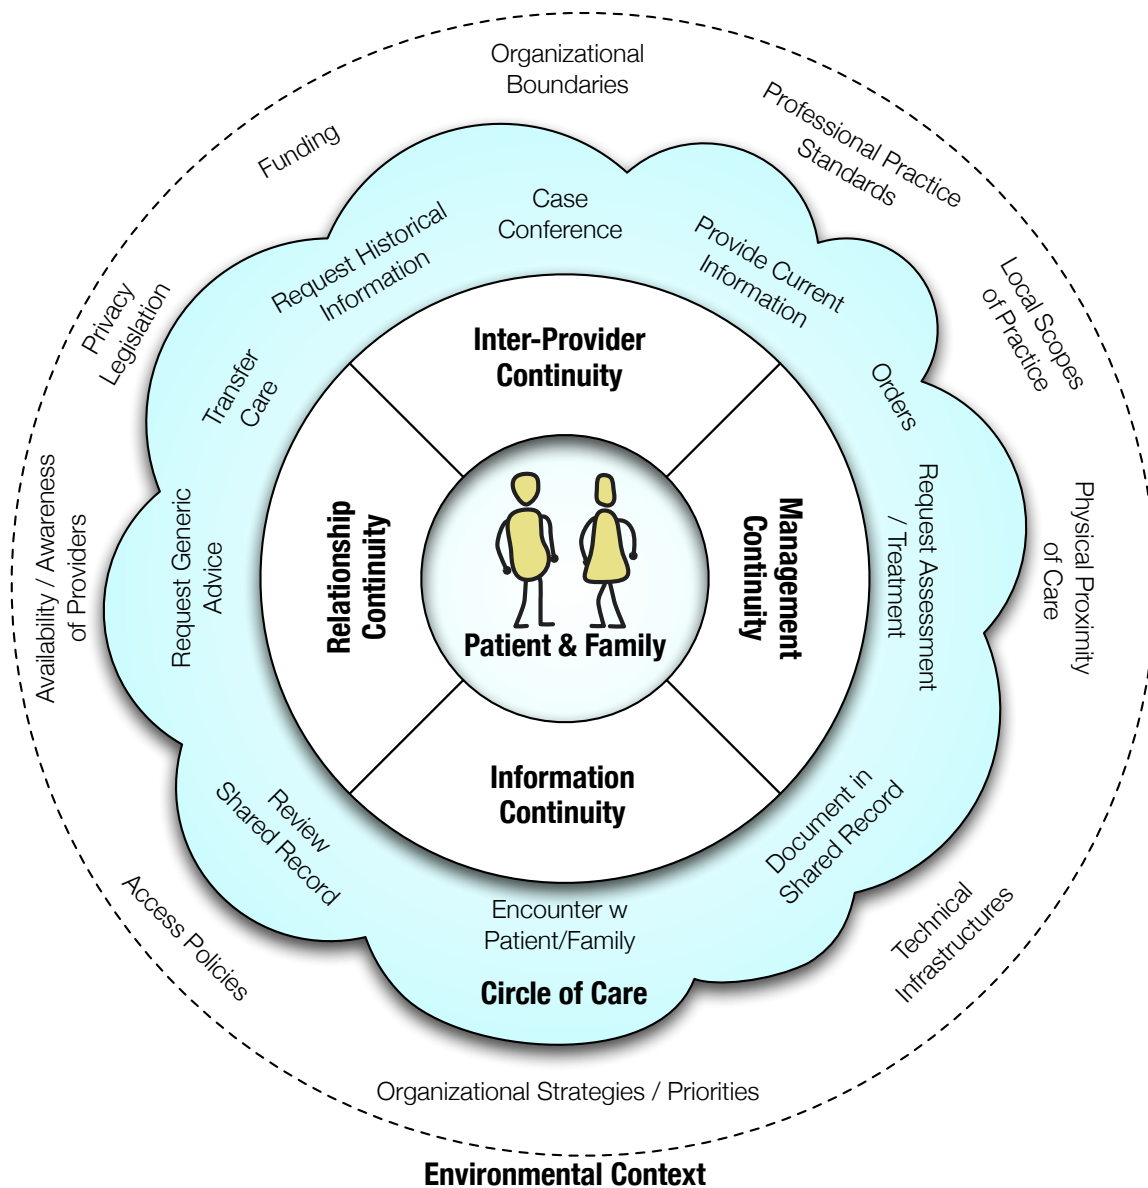 Organizational
Boundaries
Professional Practice
Standards
Funding
Local Scopes
of Practice
Privacy
Legislation
Physical Proximity
of Care
Availability / Awareness
of Providers
Technical
Infrastructures
Access Policies
Organizational Strategies / Priorities
Environmental Context
Case
Conference
Request Historical
Information
Provide Current
Information
Transfer
Care
Orders
Request Generic
Advice
Request Assessment
/ Treatment
Review
Shared Record
Document in
Shared Record
Encounter w
Patient/Family
Circle of Care
Inter-Provider
Continuity
Relationship
Continuity
Management
Continuity
Information
Continuity
Patient & Family